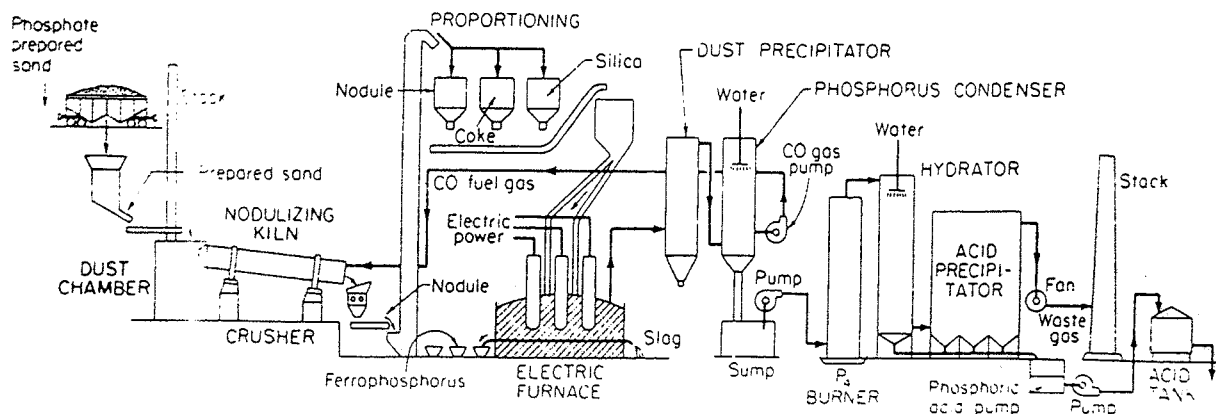 Phosphate
prepared
sand
PROPORTIONING
Silica
Nodule
Coke
DUST PRECIPITATOR
Water
PHOSPHORUS CONDENSER
Water
CO gas
pump
HYDRATOR
Stack
Prepared sand
CO fuel gas
NODULIZING
KILN
Electric
power
ACID
PRECIPI-
TATOR
DUST
CHAMBER
Nodule
Pump
Fan
Waste
gas
CRUSHER
Slag
Ferrophosphorus
ELECTRIC
FURNACE
Sump
P4
BURNER
Phosphoric
acid pump
Pump
ACID
TANK